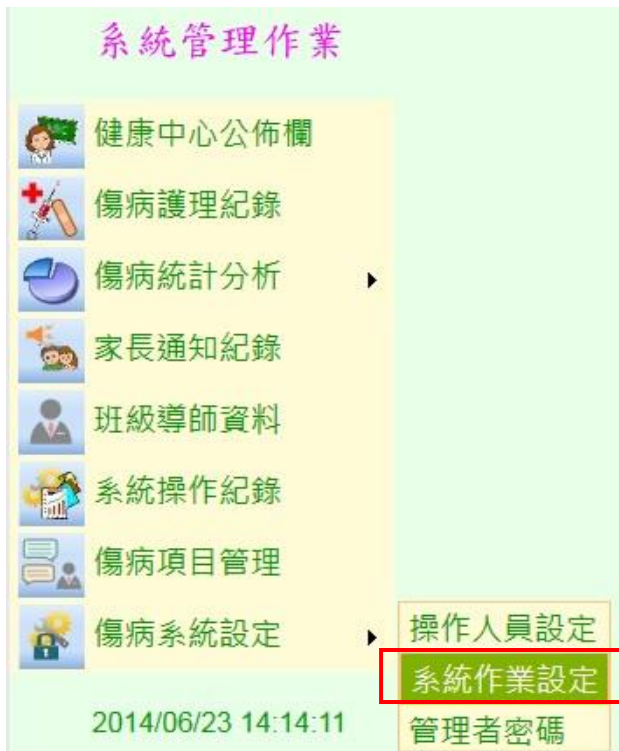 系統管理作業
健康中心公佈欄
傷病護理紀錄
傷病統計分析
家長通知紀錄
班級導師資料
系統操作紀錄
傷病項目管理
傷病系統設定
操作人員設定
系統作業設定
管理者密碼
2014/06/23 14:14:11